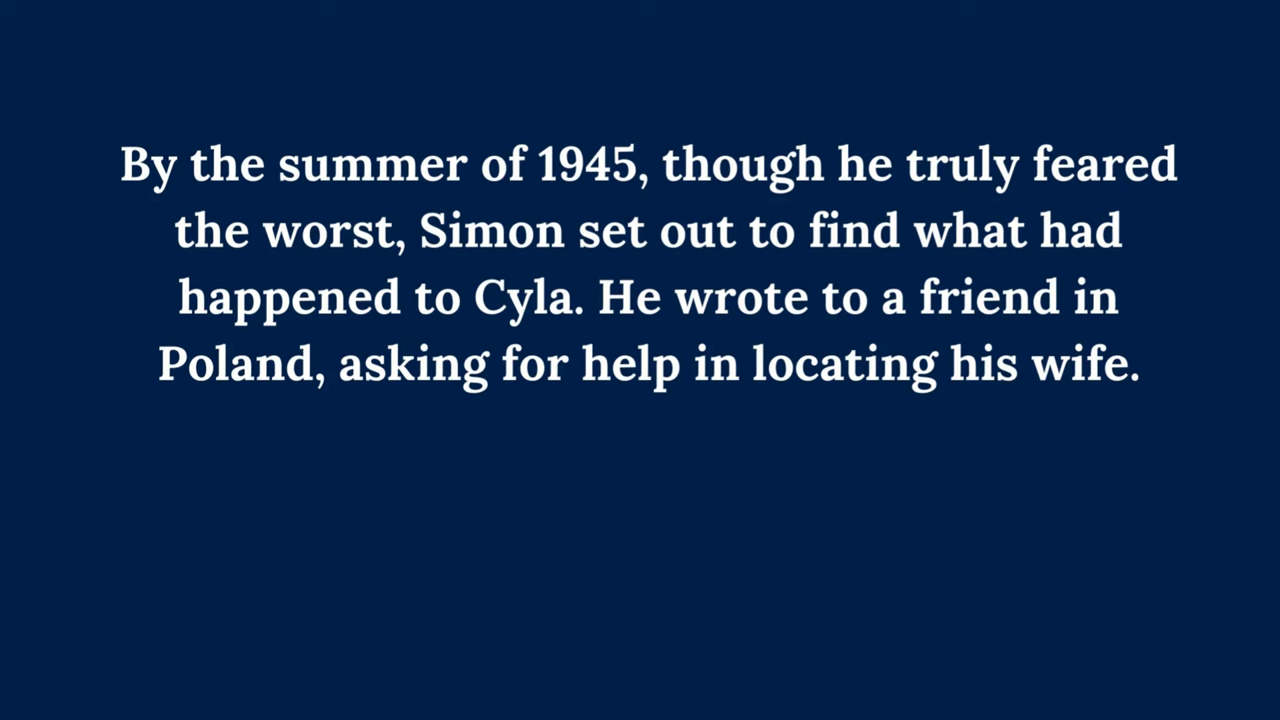 By the summer of 1945, though he truly feared
the worst, Simon set out to find what had
happened to Cyla. He wrote to a friend in
Poland, asking for help in locating his wife.